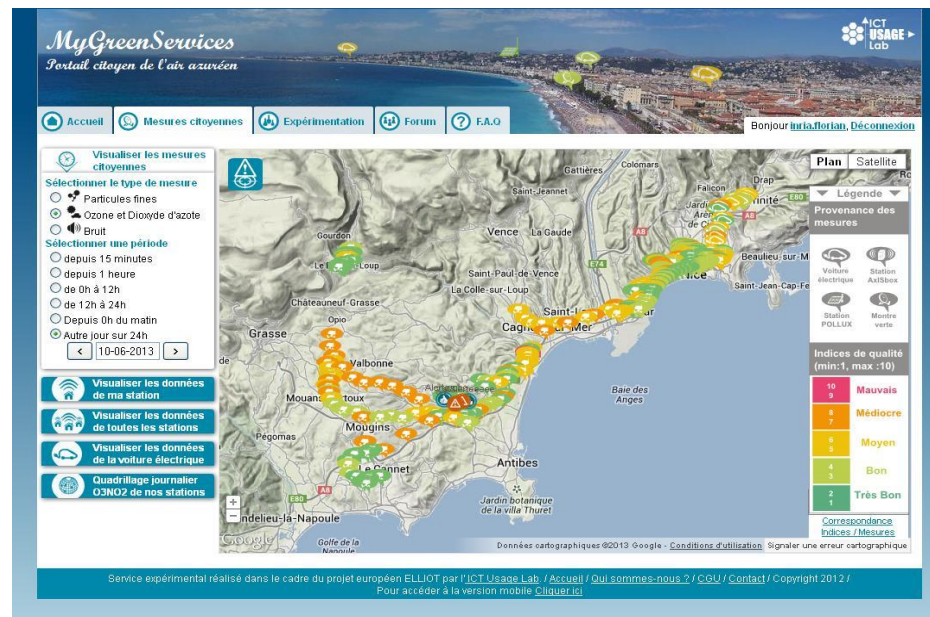 MyGreenServices
Portail citoyen de l'air azuréen
ICT
USAGE
Lab
Accueil
Mesures citoyennes
Expérimentation
Forum
F.A.Q
Bonjour inria.florian, Déconnexion
Visualiser les mesures
citoyennes
Sélectionner le type de mesure
Particules fines
Ozone et Dioxyde d'azote
Bruit
Sélectionner une période
depuis 15 minutes
depuis 1 heure
de 0h à 12h
de 12h à 24h
Depuis 0h du matin
Autre jour sur 24h
< 10-06-2013 >
Visualiser les données
de ma station
Visualiser les données
de toutes les stations
Visualiser les données
de la voiture électrique
Quadrillage journalier
O3NO2 de nos stations
Plan Satellite
Gattières
Colomars
Drap
Falicon
Saint-Jeannet
E80
A8
Gourdon
Vence
La Gaude
E74
Beaulieu-sur-M
Saint-Paul-de-Vence
Saint-Jean-Cap-Fe
La Colle-sur-Loup
Châteauneuf-Grasse
Opio
Grasse
Valbonne
Mougins
Pégomas
Le Cannet
Baie des
Anges
Antibes
Jardin botanique
de la villa Thuret
A8
E80
ndelieu-la-Napoule
Golfe de la
Napoule
+
−
Google
Légende
Provenance des
mesures
Voiture
électrique
Station
AxISbox
Station
POLLUX
Montre
verte
Indices de qualité
(min:1, max :10)
10
9
Mauvais
8
7
Médiocre
6
5
Moyen
4
3
Bon
2
1
Très Bon
Correspondance
Indices / Mesures
Données cartographiques ©2013 Google - Conditions d'utilisation Signaler une erreur cartographique
Service expérimental réalisé dans le cadre du projet européen ELLIOT par l'ICT Usage Lab. / Accueil / Qui sommes-nous ? / CGU / Contact / Copyright 2012 /
Pour accéder à la version mobile Cliquer ici